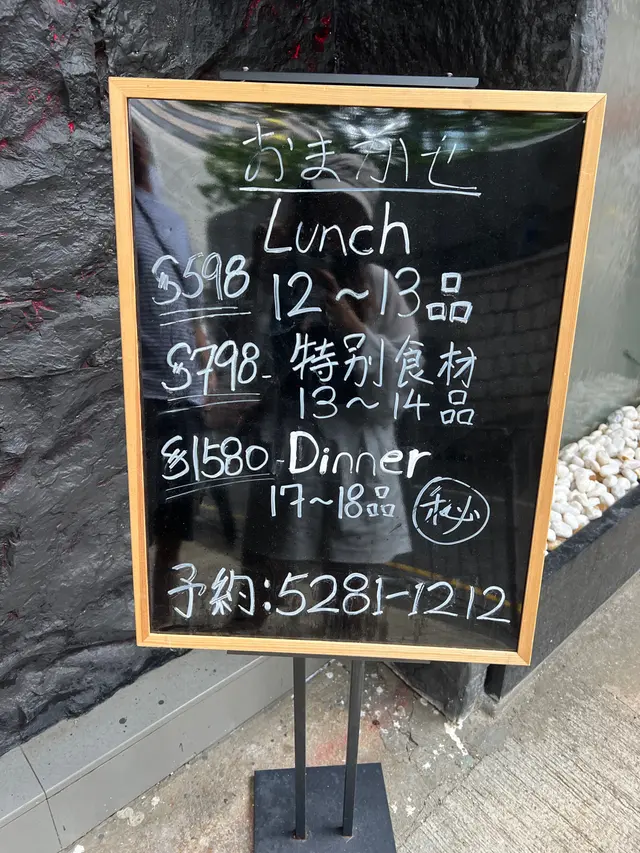 おまかせ
Lunch
$598 12～13品
$798- 特別食材
13～14品
$1580-Dinner
17～18品 秘
予約:5281-1212